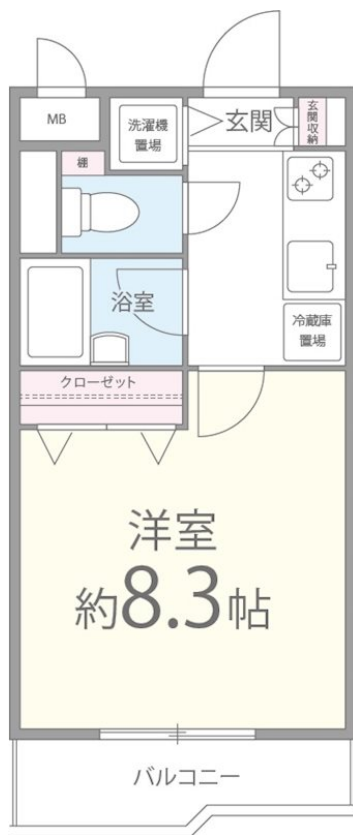 MB
洗濯機
置場
玄関
玄関収納
棚
浴室
冷蔵庫
置場
クローゼット
洋室
約8.3帖
バルコニー